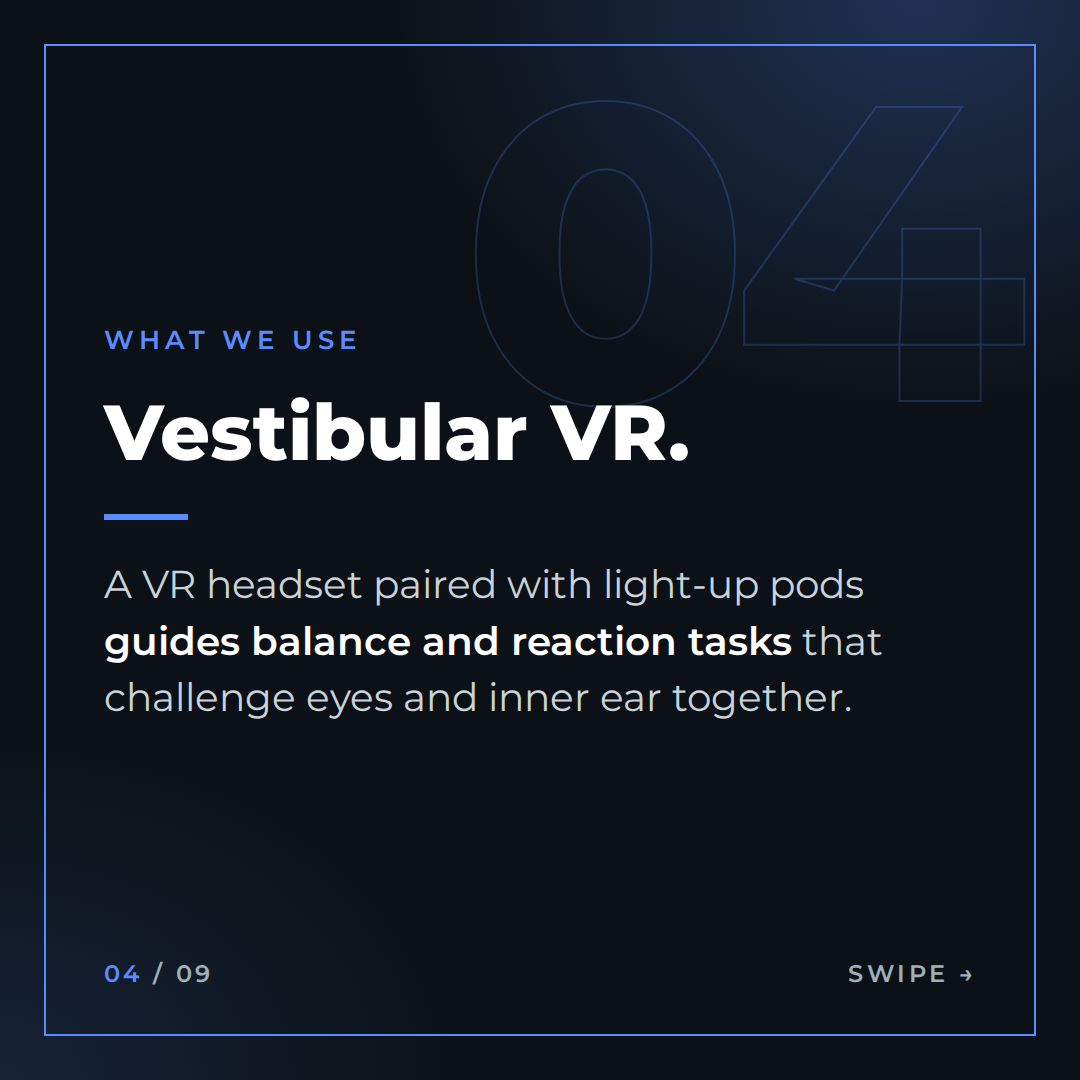 04
WHAT WE USE
Vestibular VR.
A VR headset paired with light-up pods
guides balance and reaction tasks that
challenge eyes and inner ear together.
04 / 09
SWIPE →